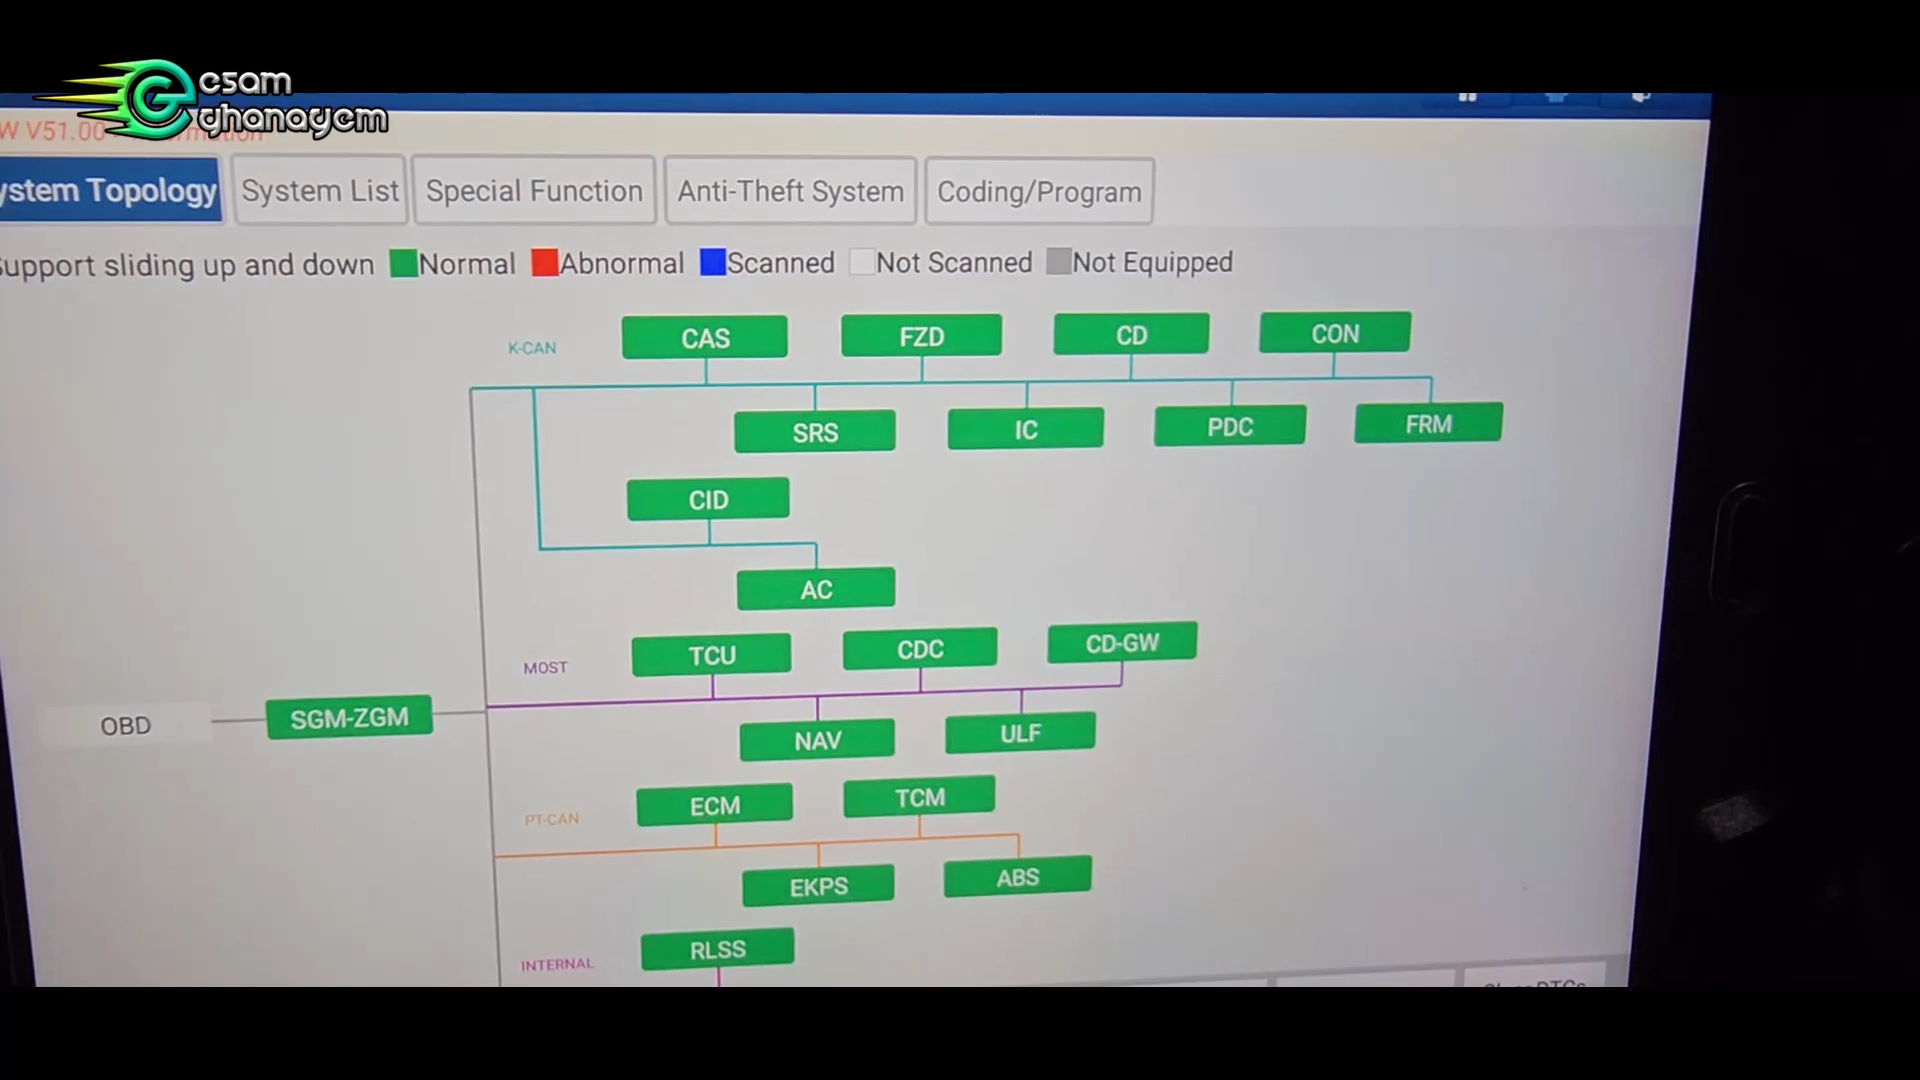 esam
ghanayem
W V51.00
System Topology System List Special Function Anti-Theft System Coding/Program
Support sliding up and down Normal Abnormal Scanned Not Scanned Not Equipped
K-CAN CAS FZD CD CON
SRS IC PDC FRM
CID
AC
MOST TCU CDC CD-GW
OBD SGM-ZGM
NAV ULF
PT-CAN ECM TCM
EKPS ABS
INTERNAL RLSS